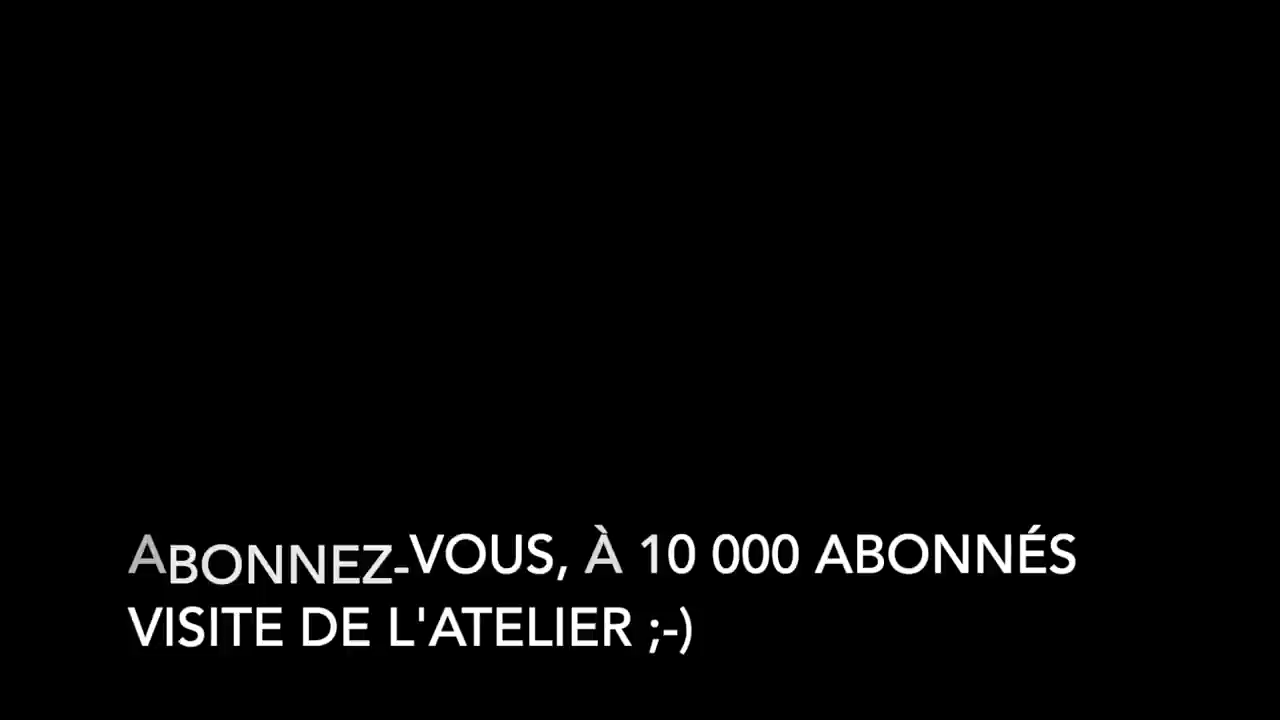 ABONNEZ-VOUS, À 10 000 ABONNÉS
VISITE DE L'ATELIER ;-)